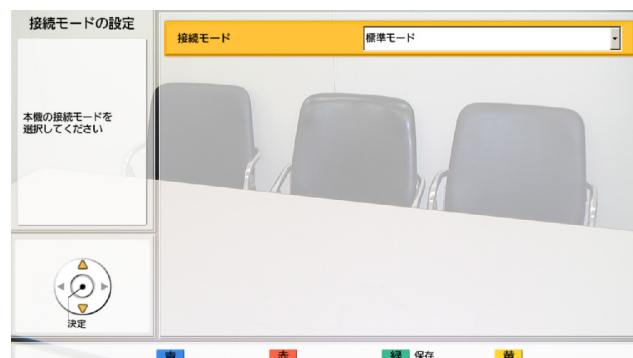 接続モードの設定
接続モード
標準モード
本機の接続モードを
選択してください
決定
青
赤
緑 保存
黄